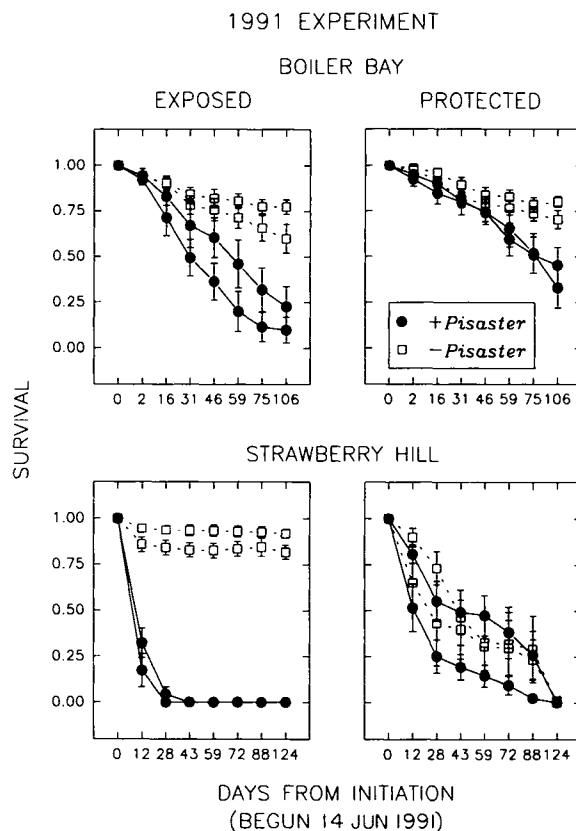 1991 EXPERIMENT
BOILER BAY
EXPOSED PROTECTED
1.00
0.75
0.50
0.25
0.00
0 2 16 31 46 59 75 106
0 2 16 31 46 59 75 106
+Pisaster
−Pisaster
SURVIVAL
STRAWBERRY HILL
1.00
0.75
0.50
0.25
0.00
0 12 28 43 59 72 88 124
0 12 28 43 59 72 88 124
DAYS FROM INITIATION
(BEGUN 14 JUN 1991)